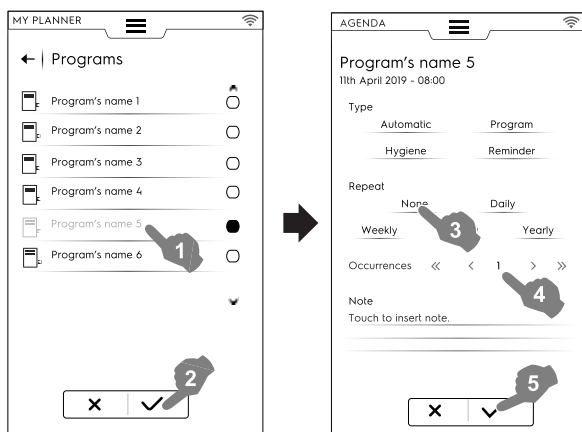 MY PLANNER
Programs
Program's name 1
Program's name 2
Program's name 3
Program's name 4
Program's name 5
1
Program's name 6
2
AGENDA
Program's name 5
11th April 2019 - 08:00
Type
Automatic Program
Hygiene Reminder
Repeat
None Daily
3
Weekly Yearly
Occurrences « < 1 > »
4
Note
Touch to insert note.
5